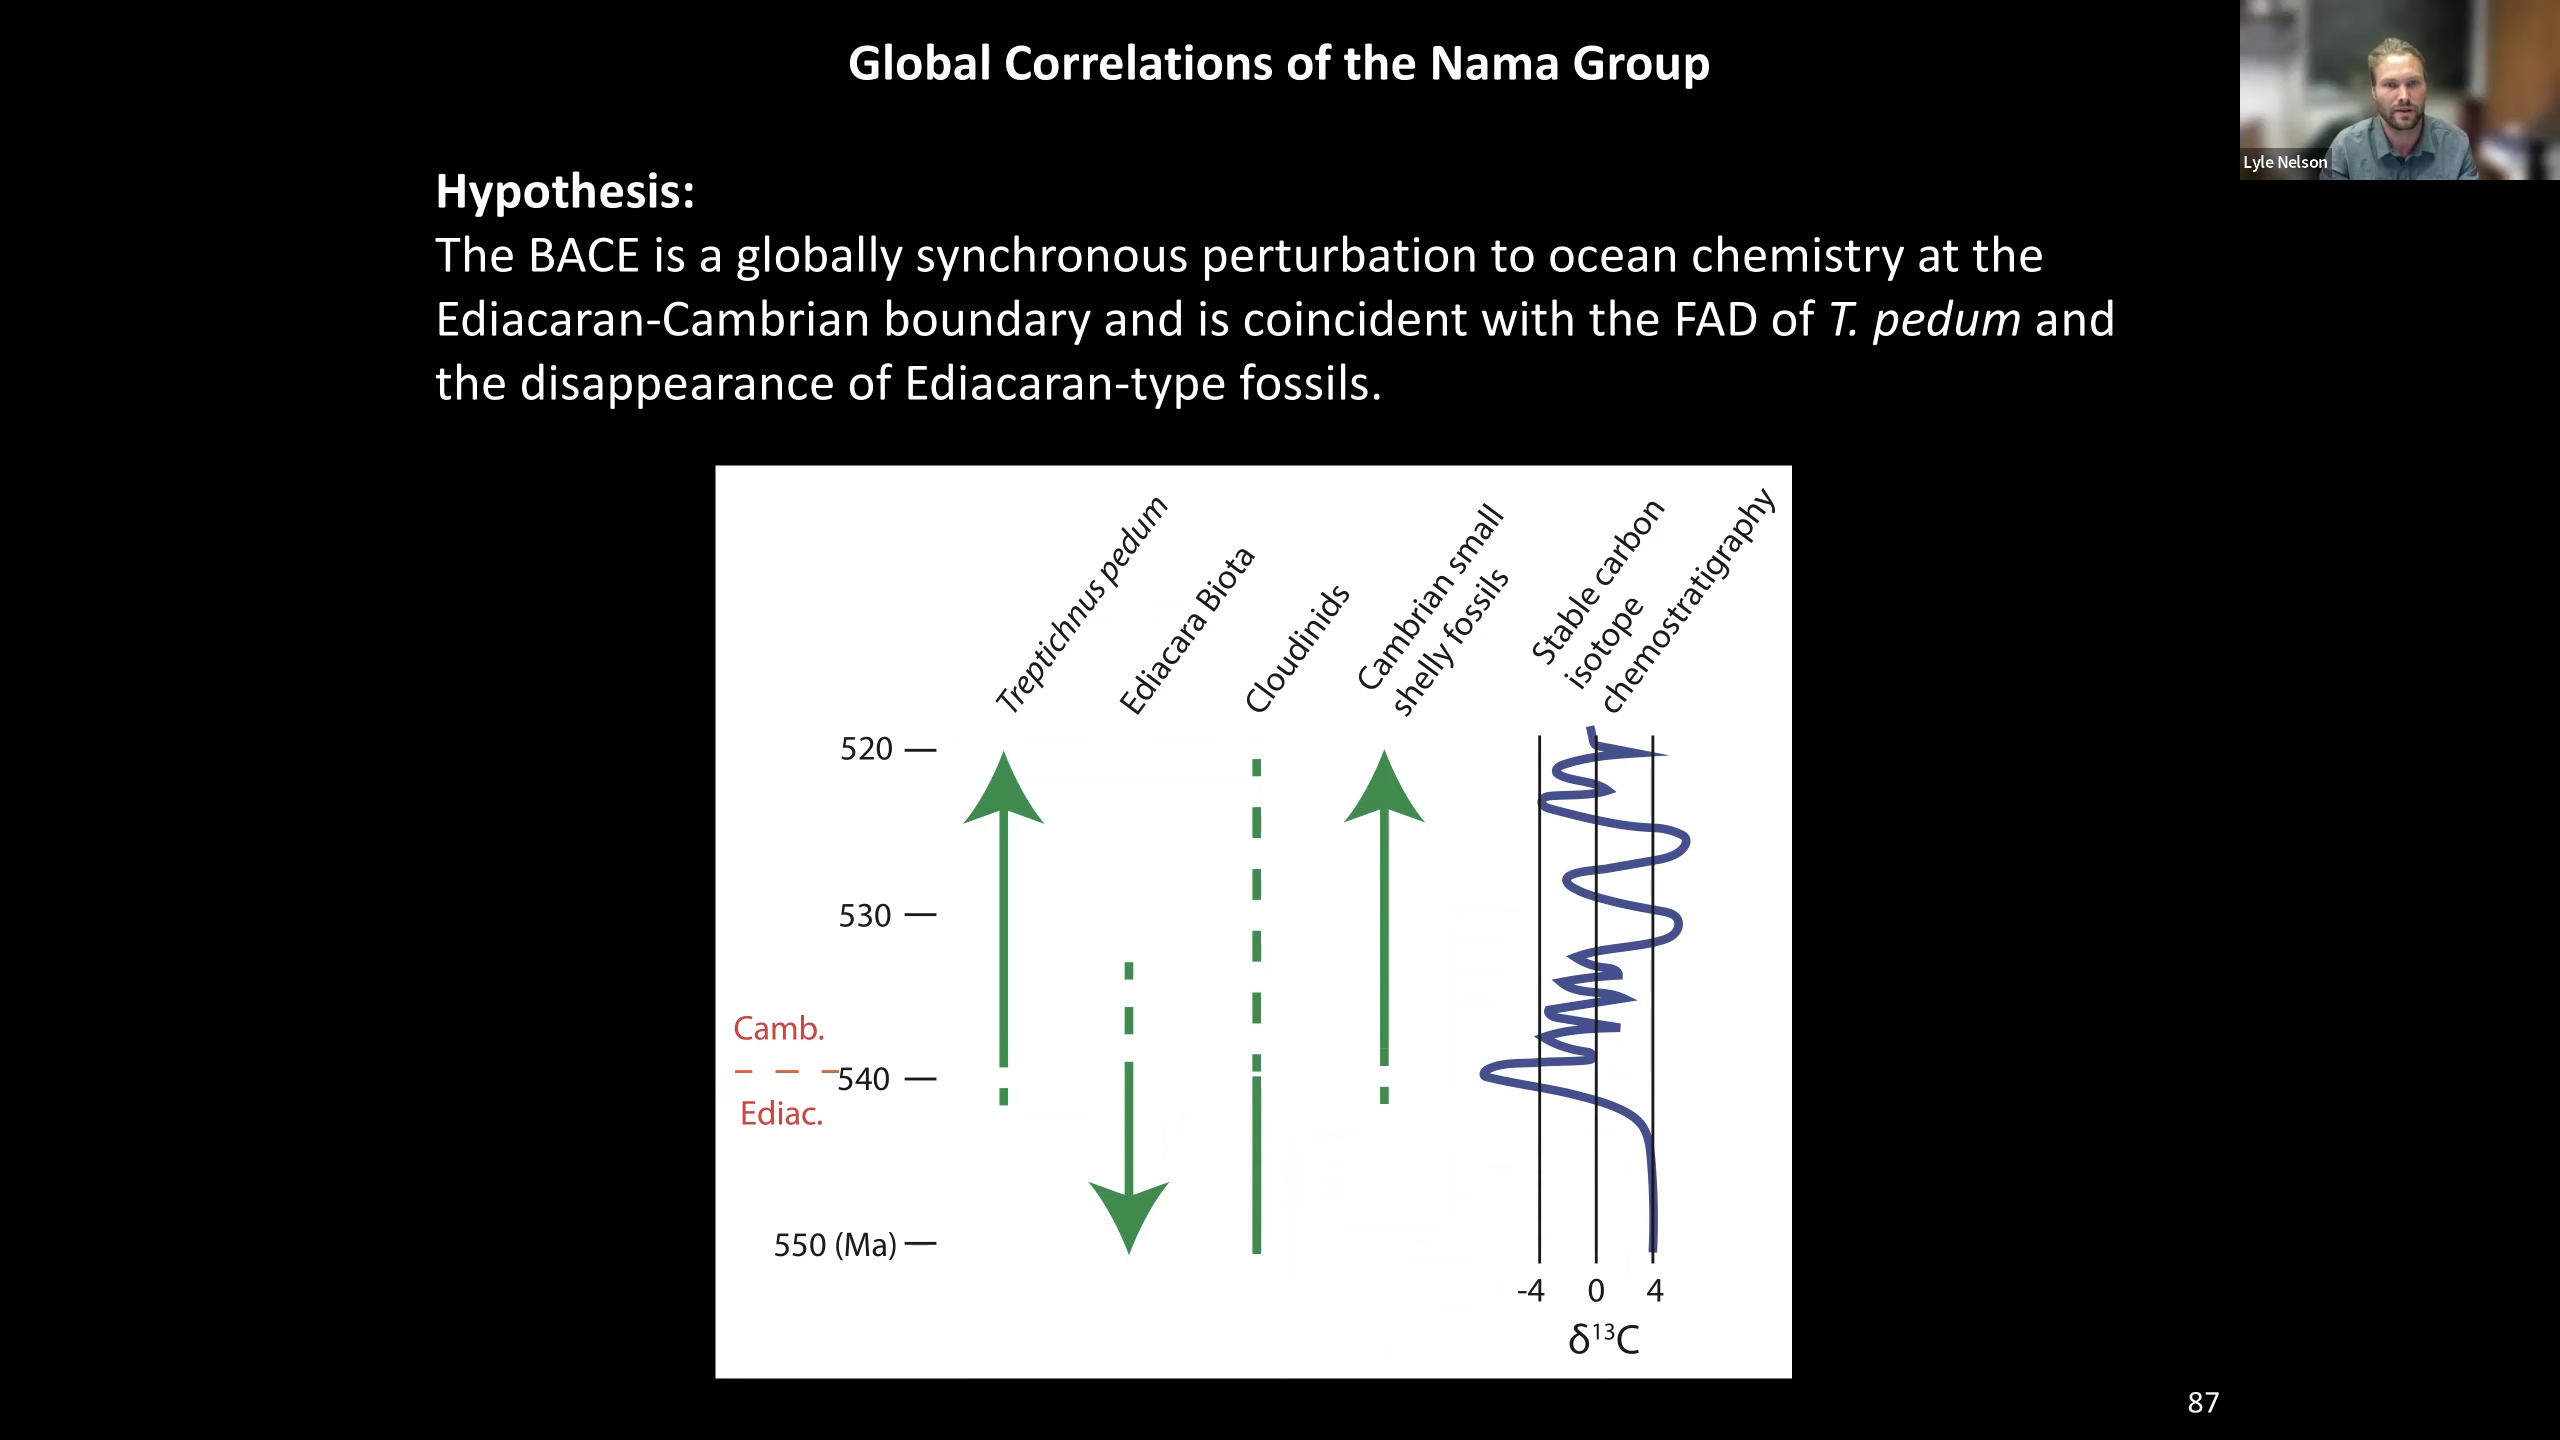 Global Correlations of the Nama Group
Lyle Nelson
Hypothesis:
The BACE is a globally synchronous perturbation to ocean chemistry at the
Ediacaran-Cambrian boundary and is coincident with the FAD of T. pedum and
the disappearance of Ediacaran-type fossils.
Treptichnus pedum
Ediacara Biota
Cloudinids
Cambrian small
shelly fossils
Stable carbon
isotope
chemostratigraphy
520
530
Camb.
540
Ediac.
550 (Ma)
-4 0 4
δ¹³C
87